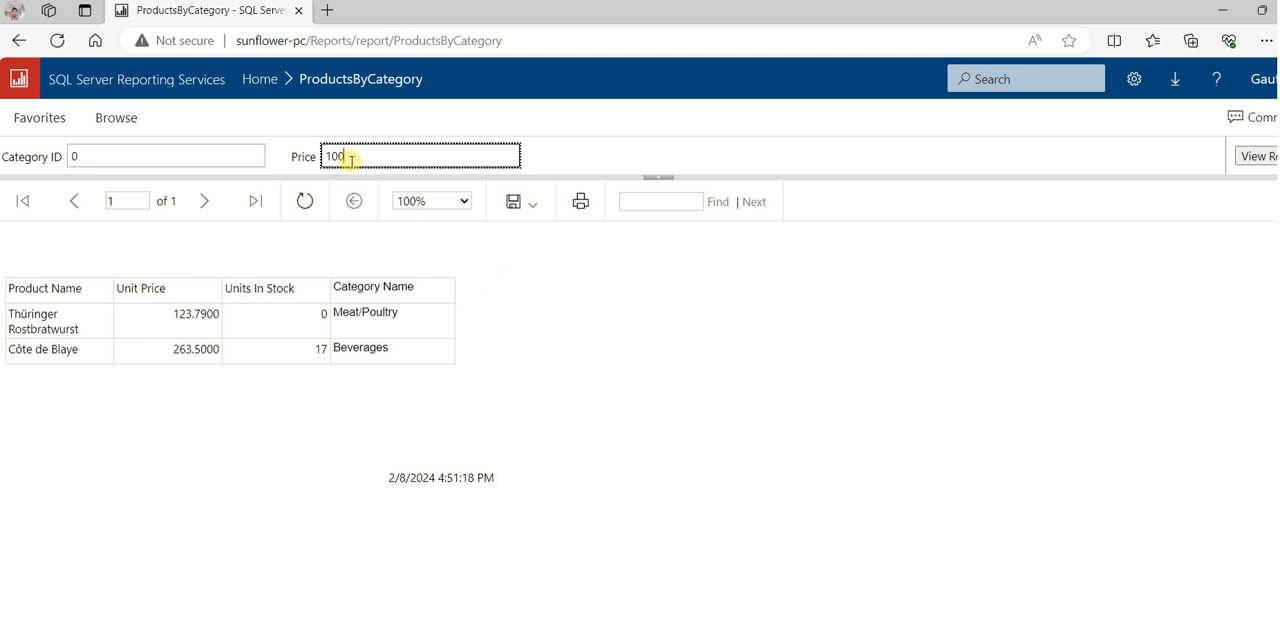 ProductsByCategory - SQL Serve
Not secure | sunflower-pc/Reports/report/ProductsByCategory
SQL Server Reporting Services Home > ProductsByCategory Search ? Gau
Favorites Browse Comm
Category ID 0 Price 100 View Re
1 of 1 100% Find | Next
Product Name Unit Price Units In Stock Category Name
Thüringer 123.7900 0 Meat/Poultry
Rostbratwurst
Côte de Blaye 263.5000 17 Beverages
2/8/2024 4:51:18 PM